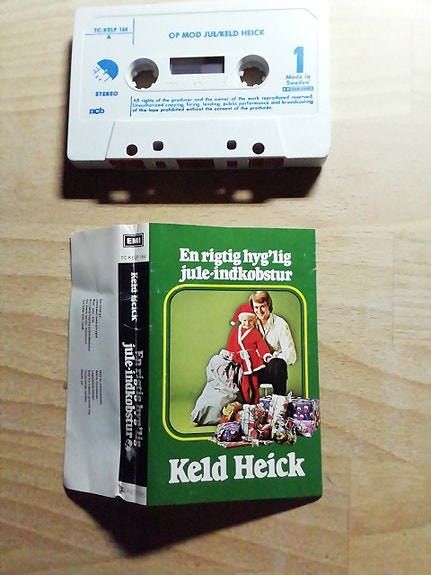 TC-KELP 164
A
OP MOD JUL/KELD HEICK
1
STEREO
Made in
Sweden
ncb
All rights of the producer and the owner of the work reproduced reserved.
Unauthorized copying, hiring, lending, public performance and broadcasting
of the tape prohibited without the consent of the producer.
EMI
TC-KELP 164
Keld Heick
En rigtig hyg'lig
jule-indkøbstur
En rigtig hyg'lig
jule-indkøbstur
Keld Heick